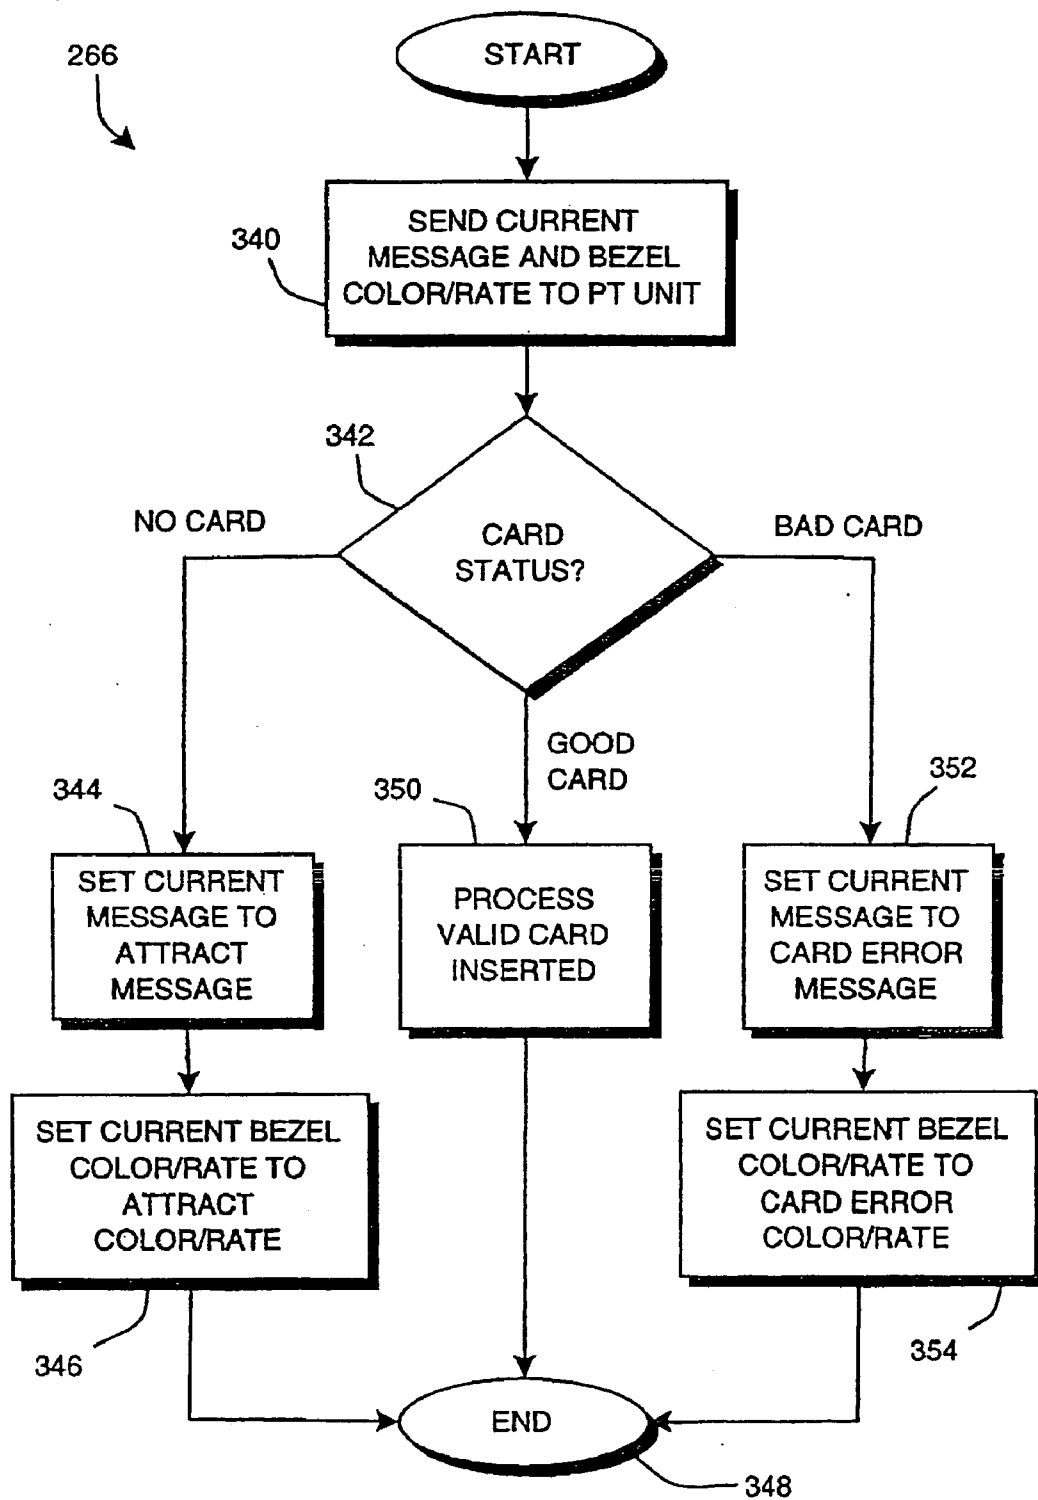 266
START
340
SEND CURRENT
MESSAGE AND BEZEL
COLOR/RATE TO PT UNIT
342
NO CARD
CARD
STATUS?
BAD CARD
GOOD
CARD
344
350
352
SET CURRENT
MESSAGE TO
ATTRACT
MESSAGE
PROCESS
VALID CARD
INSERTED
SET CURRENT
MESSAGE TO
CARD ERROR
MESSAGE
SET CURRENT BEZEL
COLOR/RATE TO
ATTRACT
COLOR/RATE
SET CURRENT BEZEL
COLOR/RATE TO
CARD ERROR
COLOR/RATE
346
354
END
348